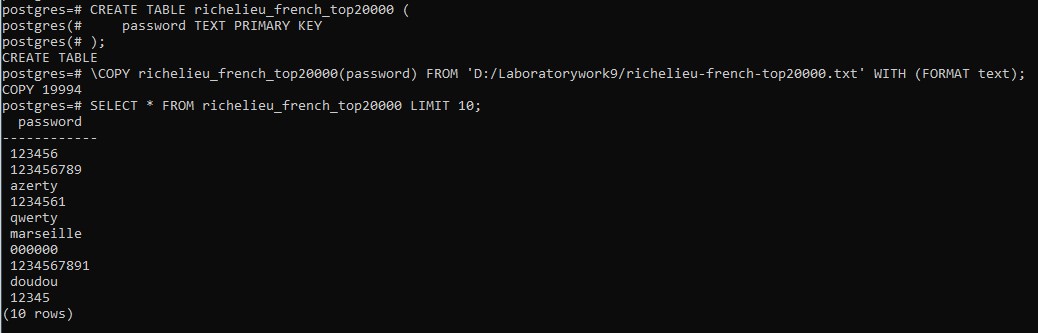 postgres=# CREATE TABLE richelieu_french_top20000 (
postgres(#     password TEXT PRIMARY KEY
postgres(# );
CREATE TABLE
postgres=# \COPY richelieu_french_top20000(password) FROM 'D:/Laboratorywork9/richelieu-french-top20000.txt' WITH (FORMAT text);
COPY 19994
postgres=# SELECT * FROM richelieu_french_top20000 LIMIT 10;
  password
------------
 123456
 123456789
 azerty
 1234561
 qwerty
 marseille
 000000
 1234567891
 doudou
 12345
(10 rows)